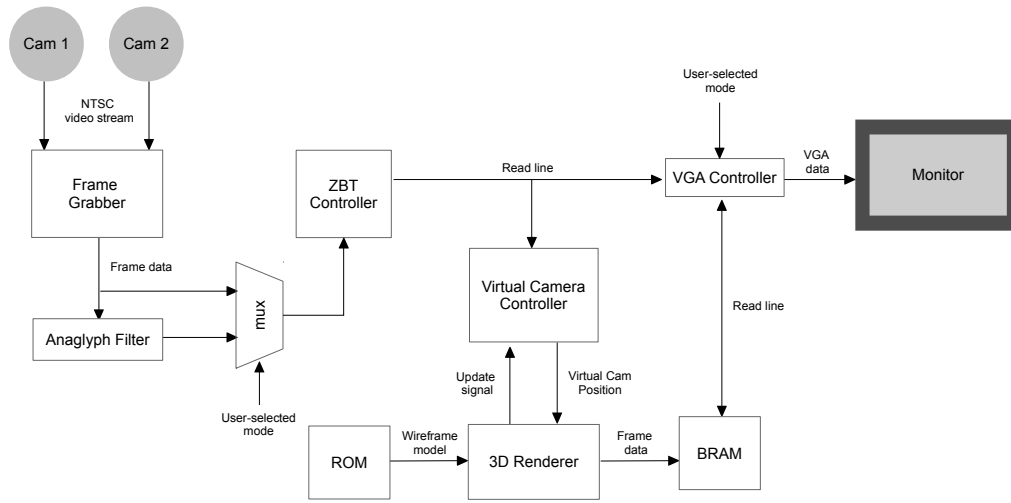 Cam 1
Cam 2
NTSC
video stream
User-selected
mode
Frame
Grabber
ZBT
Controller
Read line
VGA Controller
VGA
data
Monitor
Frame data
mux
Virtual Camera
Controller
Anaglyph Filter
Read line
Update
signal
Virtual Cam
Position
User-selected
mode
ROM
Wireframe
model
3D Renderer
Frame
data
BRAM